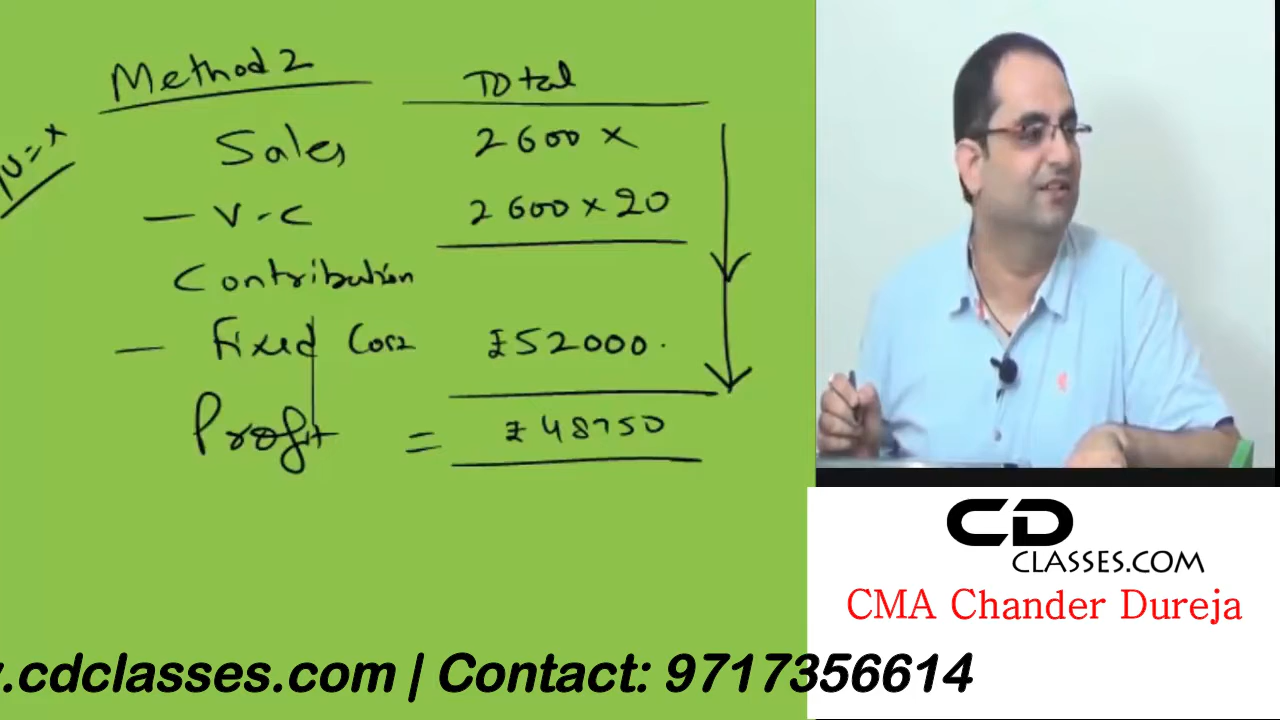 Method 2 Total
Sales 2600 x
- V.C 2600 x 20
Contribution
- Fixed Cost ₹52000.
Profit = ₹48750
CD
CLASSES.COM
CMA Chander Dureja
.cdclasses.com | Contact: 9717356614